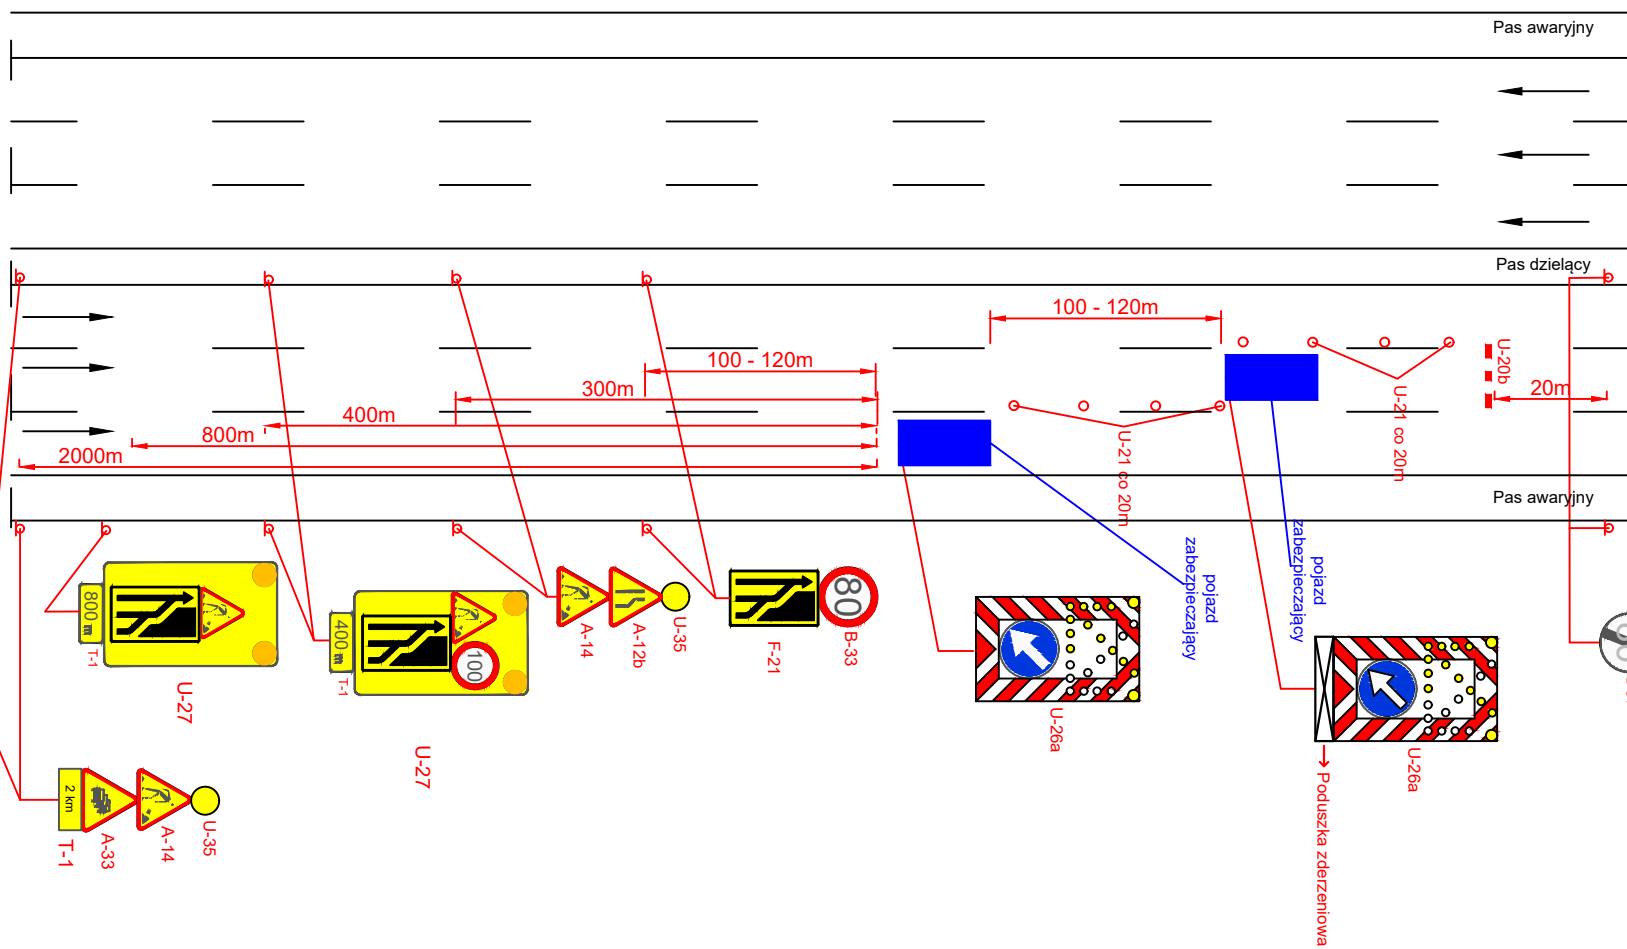 Pas awaryjny
Pas dzielący
100 - 120m
100 - 120m
U-20b
300m
20m
400m
U-21 co 20m
800m
U-21 co 20m
2000m
Pas awaryjny
pojazd
zabezpieczający
pojazd
zabezpieczający
800 m
T-1
U-27
400 m
T-1
100
U-27
A-14
A-12b
U-35
80
F-21
B-33
U-26a
U-26a
Poduszka zderzeniowa
2 km
T-1
A-33
A-14
U-35